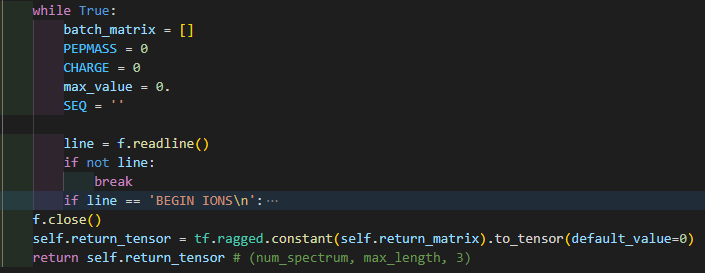 while True:
batch_matrix = []
PEPMASS = 0
CHARGE = 0
max_value = 0.
SEQ = ''
line = f.readline()
if not line:
break
if line == 'BEGIN IONS\n':⋯
f.close()
self.return_tensor = tf.ragged.constant(self.return_matrix).to_tensor(default_value=0)
return self.return_tensor # (num_spectrum, max_length, 3)